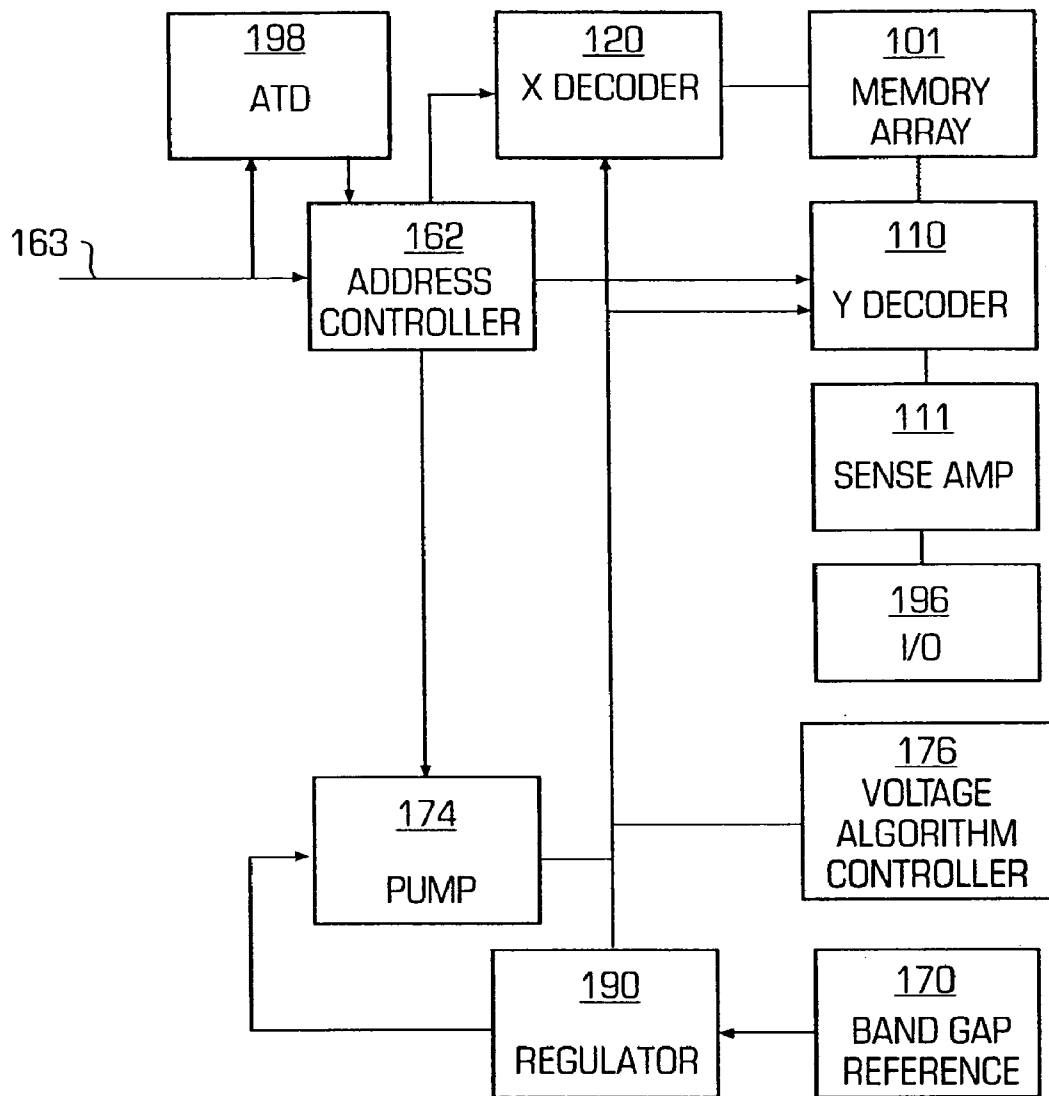 198
ATD
120
X DECODER
101
MEMORY
ARRAY
163
162
ADDRESS
CONTROLLER
110
Y DECODER
111
SENSE AMP
196
I/O
174
PUMP
176
VOLTAGE
ALGORITHM
CONTROLLER
190
REGULATOR
170
BAND GAP
REFERENCE